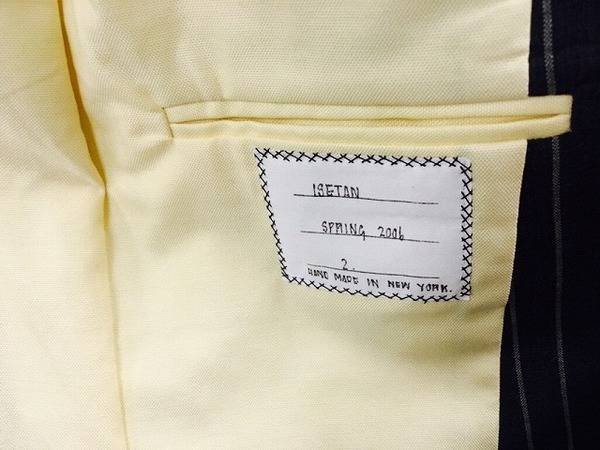 ISETAN
SPRING 2006
2.
HAND MADE IN NEW YORK.